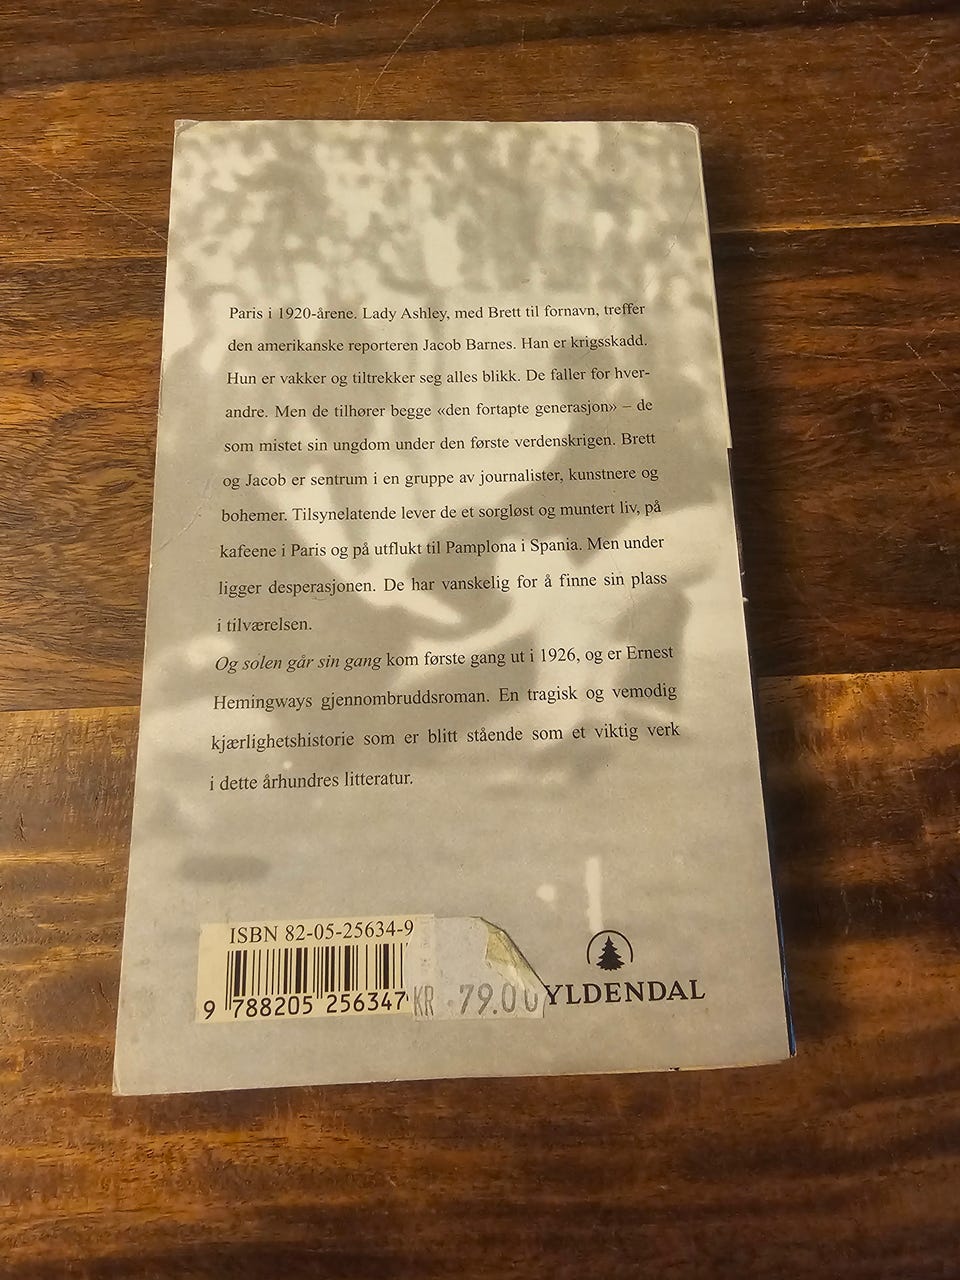 Paris i 1920-årene. Lady Ashley, med Brett til fornavn, treffer
den amerikanske reporteren Jacob Barnes. Han er krigsskadd.
Hun er vakker og tiltrekker seg alles blikk. De faller for hver-
andre. Men de tilhører begge «den fortapte generasjon» – de
som mistet sin ungdom under den første verdenskrigen. Brett
og Jacob er sentrum i en gruppe av journalister, kunstnere og
bohemer. Tilsynelatende lever de et sorgløst og muntert liv, på
kafeene i Paris og på utflukt til Pamplona i Spania. Men under
ligger desperasjonen. De har vanskelig for å finne sin plass
i tilværelsen.
Og solen går sin gang kom første gang ut i 1926, og er Ernest
Hemingways gjennombruddsroman. En tragisk og vemodig
kjærlighetshistorie som er blitt stående som et viktig verk
i dette århundres litteratur.
ISBN 82-05-25634-9
9 788205 256347
KR 79.00
YLDENDAL